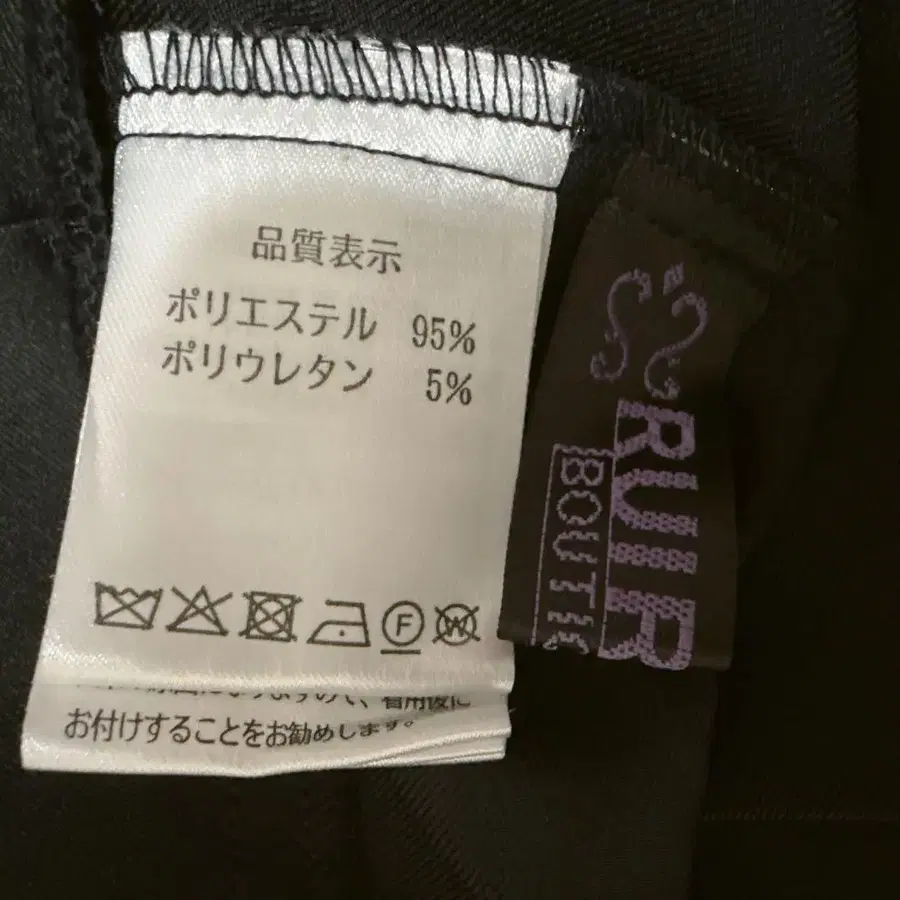 品質表示
ポリエステル 95%
ポリウレタン 5%
F W
お付けすることをお勧めします。
RUIR
BOUTI